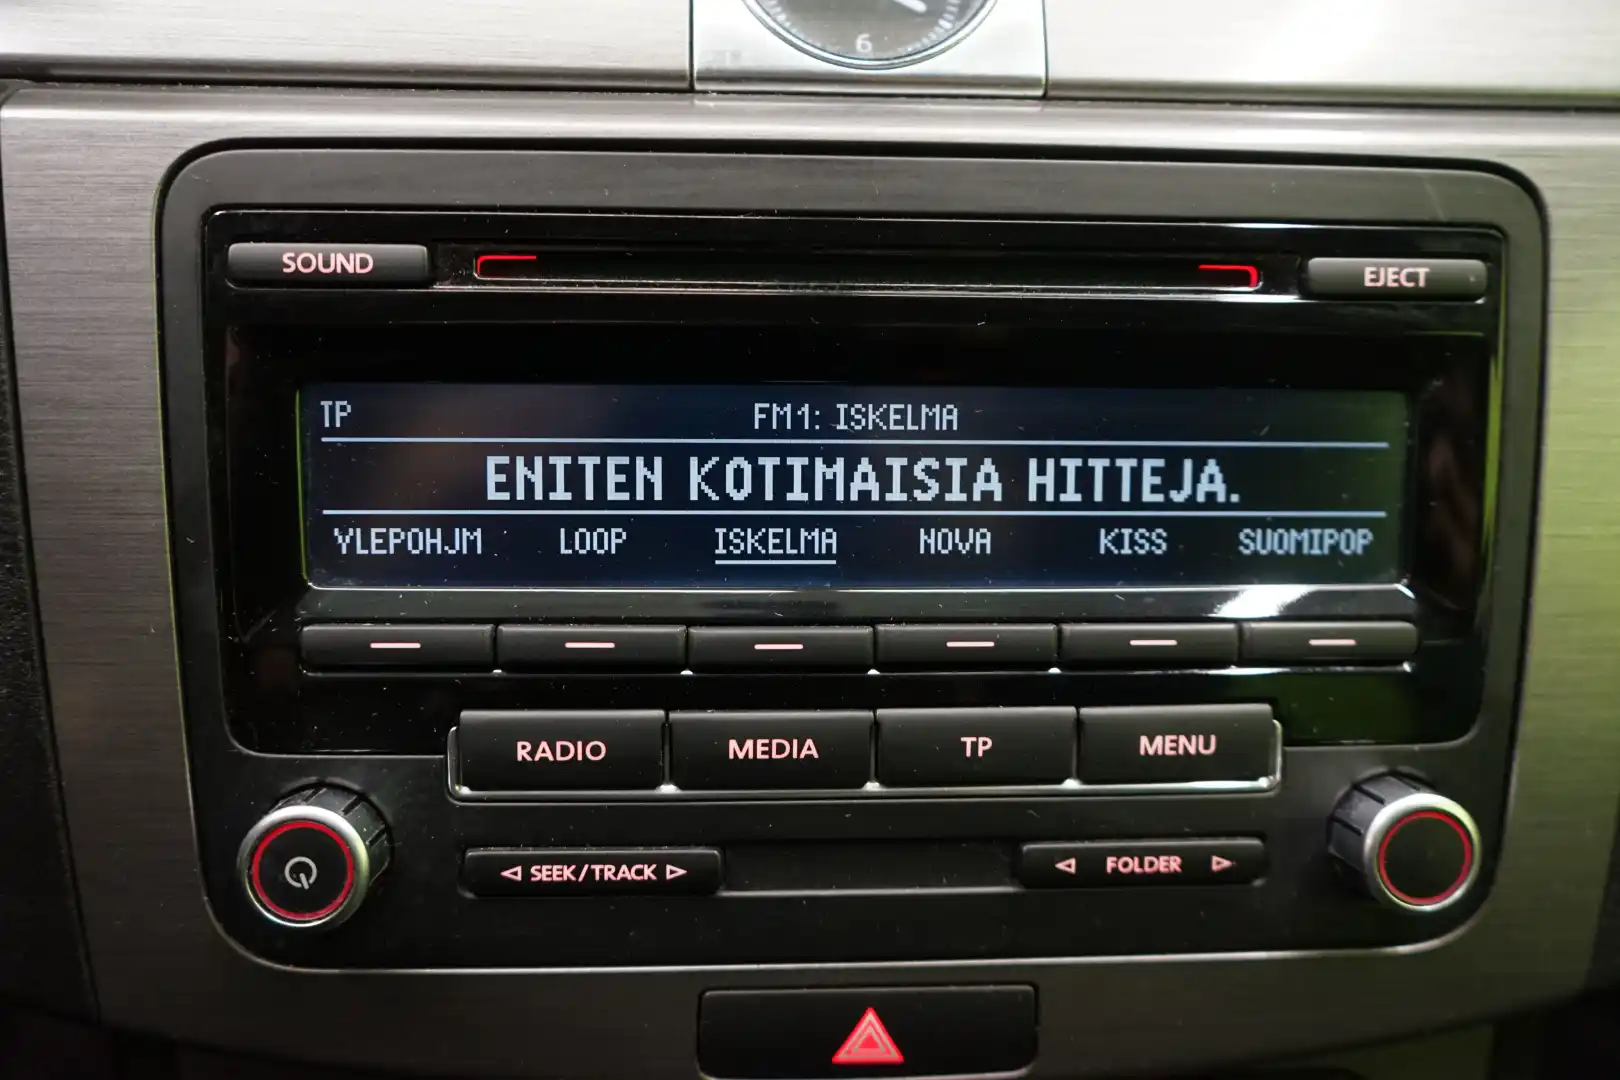 6
SOUND EJECT
TP FM1: ISKELMA
ENITEN KOTIMAISIA HITTEJA.
YLEPOHJM LOOP ISKELMA NOVA KISS SUOMIPOP
RADIO MEDIA TP MENU
SEEK/TRACK FOLDER